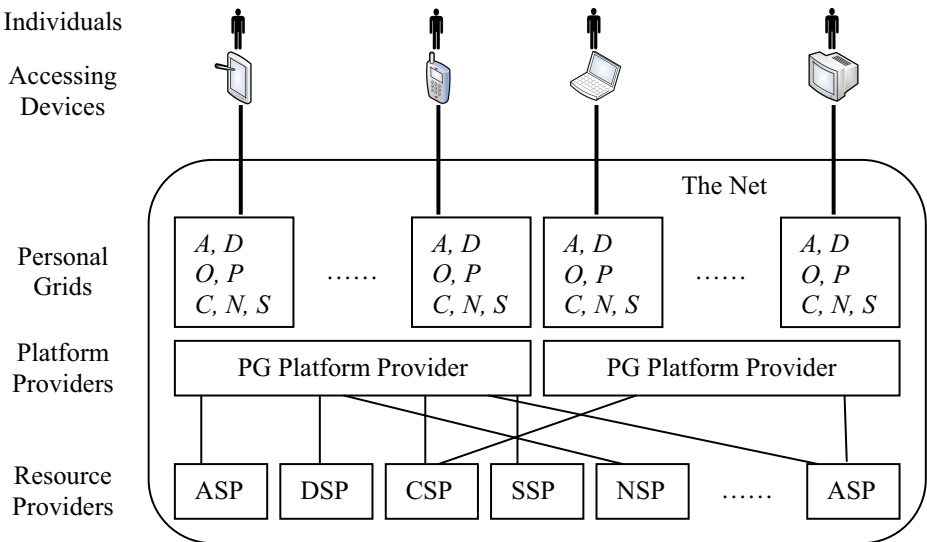 Individuals
Accessing
Devices
The Net
Personal
Grids
A, D
O, P
C, N, S
……
A, D
O, P
C, N, S
A, D
O, P
C, N, S
……
A, D
O, P
C, N, S
Platform
Providers
PG Platform Provider
PG Platform Provider
Resource
Providers
ASP
DSP
CSP
SSP
NSP
……
ASP